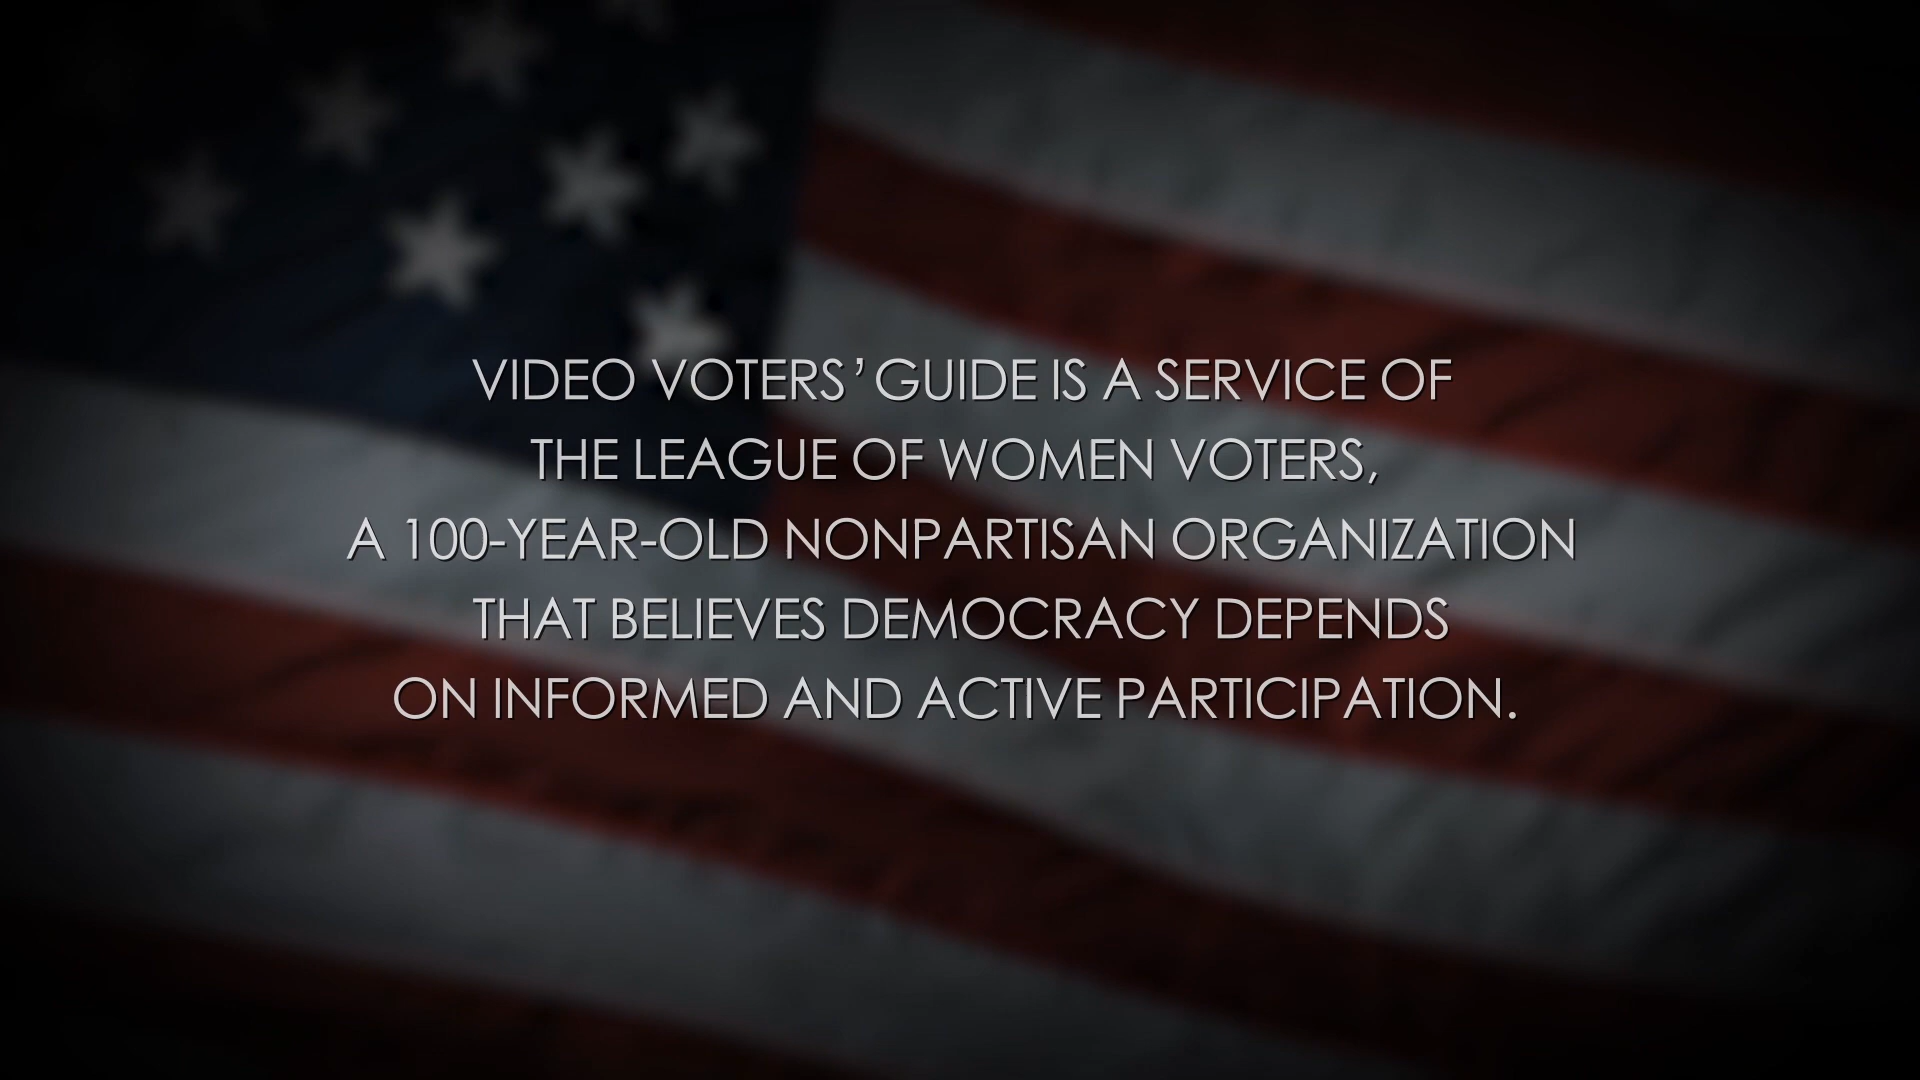 VIDEO VOTERS’ GUIDE IS A SERVICE OF
THE LEAGUE OF WOMEN VOTERS,
A 100-YEAR-OLD NONPARTISAN ORGANIZATION
THAT BELIEVES DEMOCRACY DEPENDS
ON INFORMED AND ACTIVE PARTICIPATION.